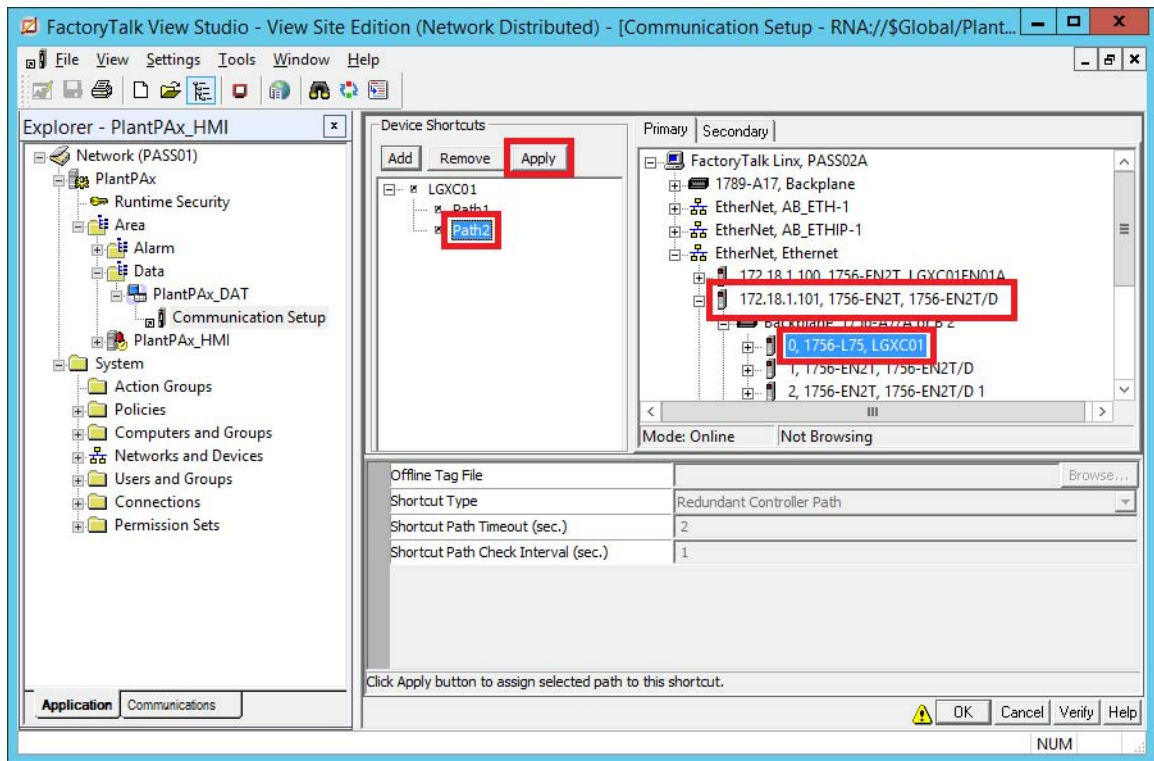 FactoryTalk View Studio - View Site Edition (Network Distributed) - [Communication Setup - RNA://$Global/Plant...
File View Settings Tools Window Help
Explorer - PlantPAx_HMI
Network (PASS01)
PlantPAx
Runtime Security
Area
Alarm
Data
PlantPAx_DAT
Communication Setup
PlantPAx_HMI
System
Action Groups
Policies
Computers and Groups
Networks and Devices
Users and Groups
Connections
Permission Sets
Application Communications
Device Shortcuts
Add Remove Apply
LGXC01
Path1
Path2
Primary Secondary
FactoryTalk Linx, PASS02A
1789-A17, Backplane
EtherNet, AB_ETH-1
EtherNet, AB_ETHIP-1
EtherNet, Ethernet
172.18.1.100, 1756-EN2T, LGXC01EN01A
172.18.1.101, 1756-EN2T, 1756-EN2T/D
Backplane, 1756-A7/A or B 2
0, 1756-L75, LGXC01
1, 1756-EN2T, 1756-EN2T/D
2, 1756-EN2T, 1756-EN2T/D 1
Mode: Online Not Browsing
Offline Tag File Browse...
Shortcut Type Redundant Controller Path
Shortcut Path Timeout (sec.) 2
Shortcut Path Check Interval (sec.) 1
Click Apply button to assign selected path to this shortcut.
OK Cancel Verify Help
NUM